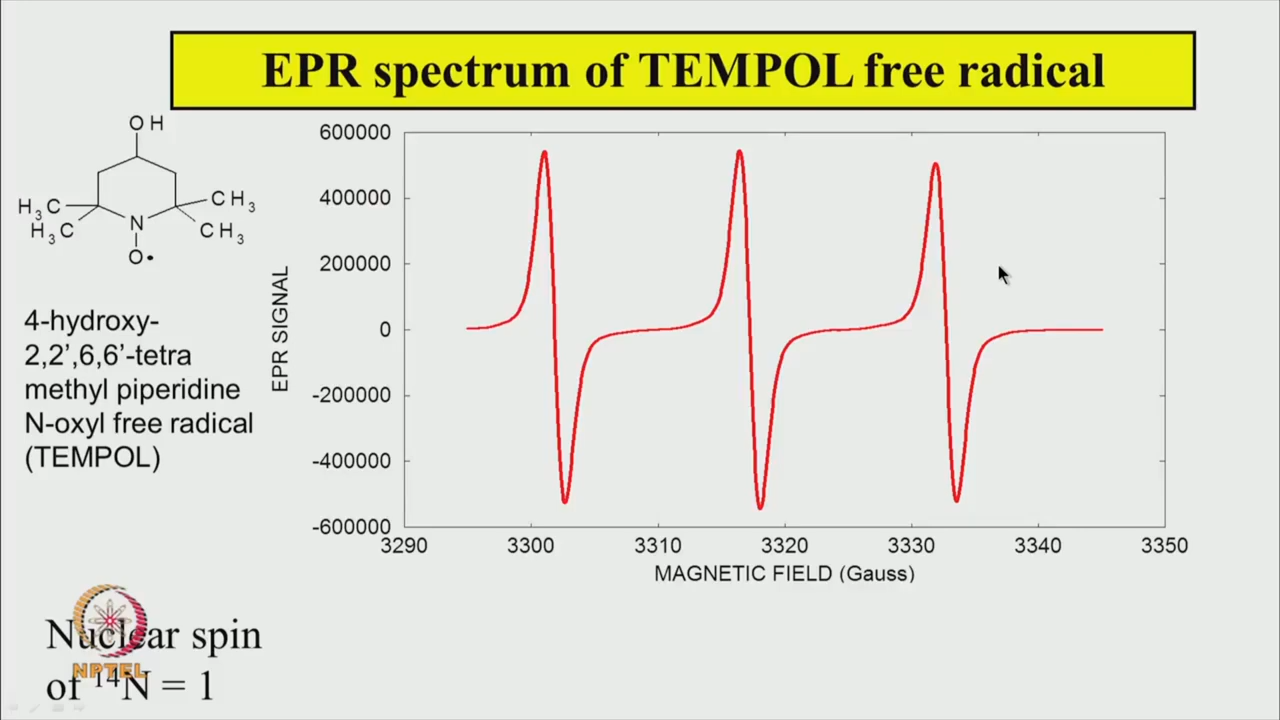 EPR spectrum of TEMPOL free radical
OH
H3C
CH3
H3C
N
CH3
O•
4-hydroxy-
2,2’,6,6’-tetra
methyl piperidine
N-oxyl free radical
(TEMPOL)
EPR SIGNAL
600000
400000
200000
0
-200000
-400000
-600000
3290 3300 3310 3320 3330 3340 3350
MAGNETIC FIELD (Gauss)
Nuclear spin
of 14N = 1
NPTEL